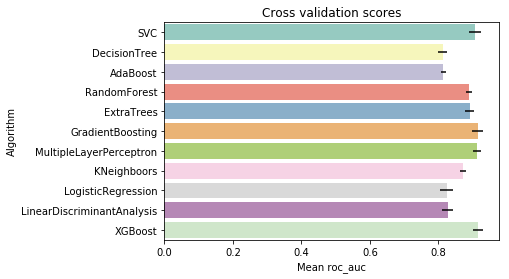 Cross validation scores
SVC
DecisionTree
AdaBoost
RandomForest
ExtraTrees
GradientBoosting
MultipleLayerPerceptron
KNeighboors
LogisticRegression
LinearDiscriminantAnalysis
XGBoost
Algorithm
0.0 0.2 0.4 0.6 0.8
Mean roc_auc